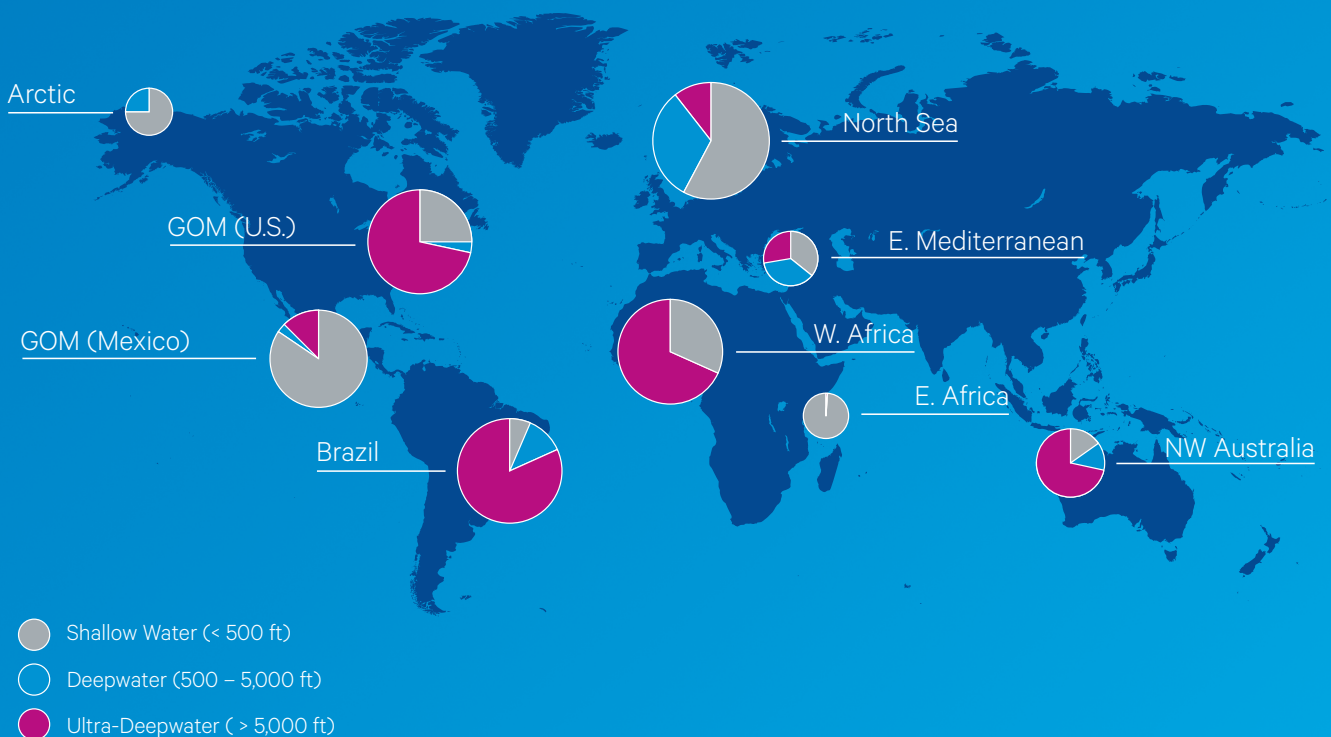 Arctic
North Sea
GOM (U.S.)
E. Mediterranean
GOM (Mexico)
W. Africa
E. Africa
Brazil
NW Australia
Shallow Water (< 500 ft)
Deepwater (500 – 5,000 ft)
Ultra-Deepwater ( > 5,000 ft)